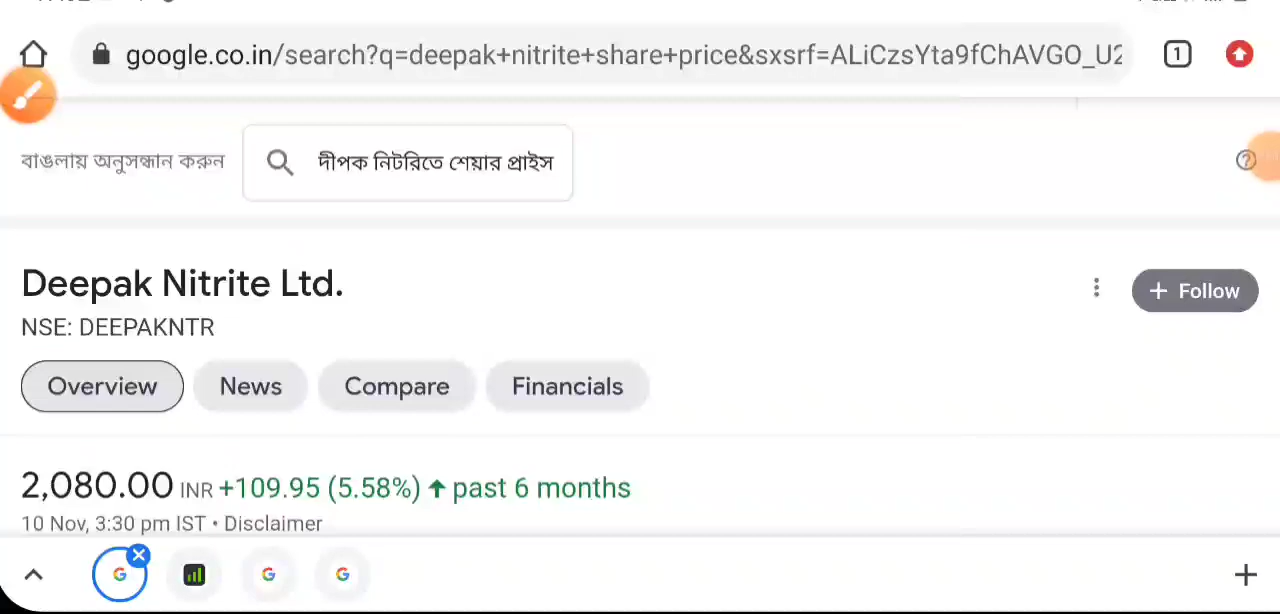 google.co.in/search?q=deepak+nitrite+share+price&sxsrf=ALiCzsYta9fChAVGO_U2
1
বাঙলায় অনুসন্ধান করুন
দীপক নিটরিতে শেয়ার প্রাইস
Deepak Nitrite Ltd.
+ Follow
NSE: DEEPAKNTR
Overview
News
Compare
Financials
2,080.00 INR +109.95 (5.58%) ↑ past 6 months
10 Nov, 3:30 pm IST • Disclaimer